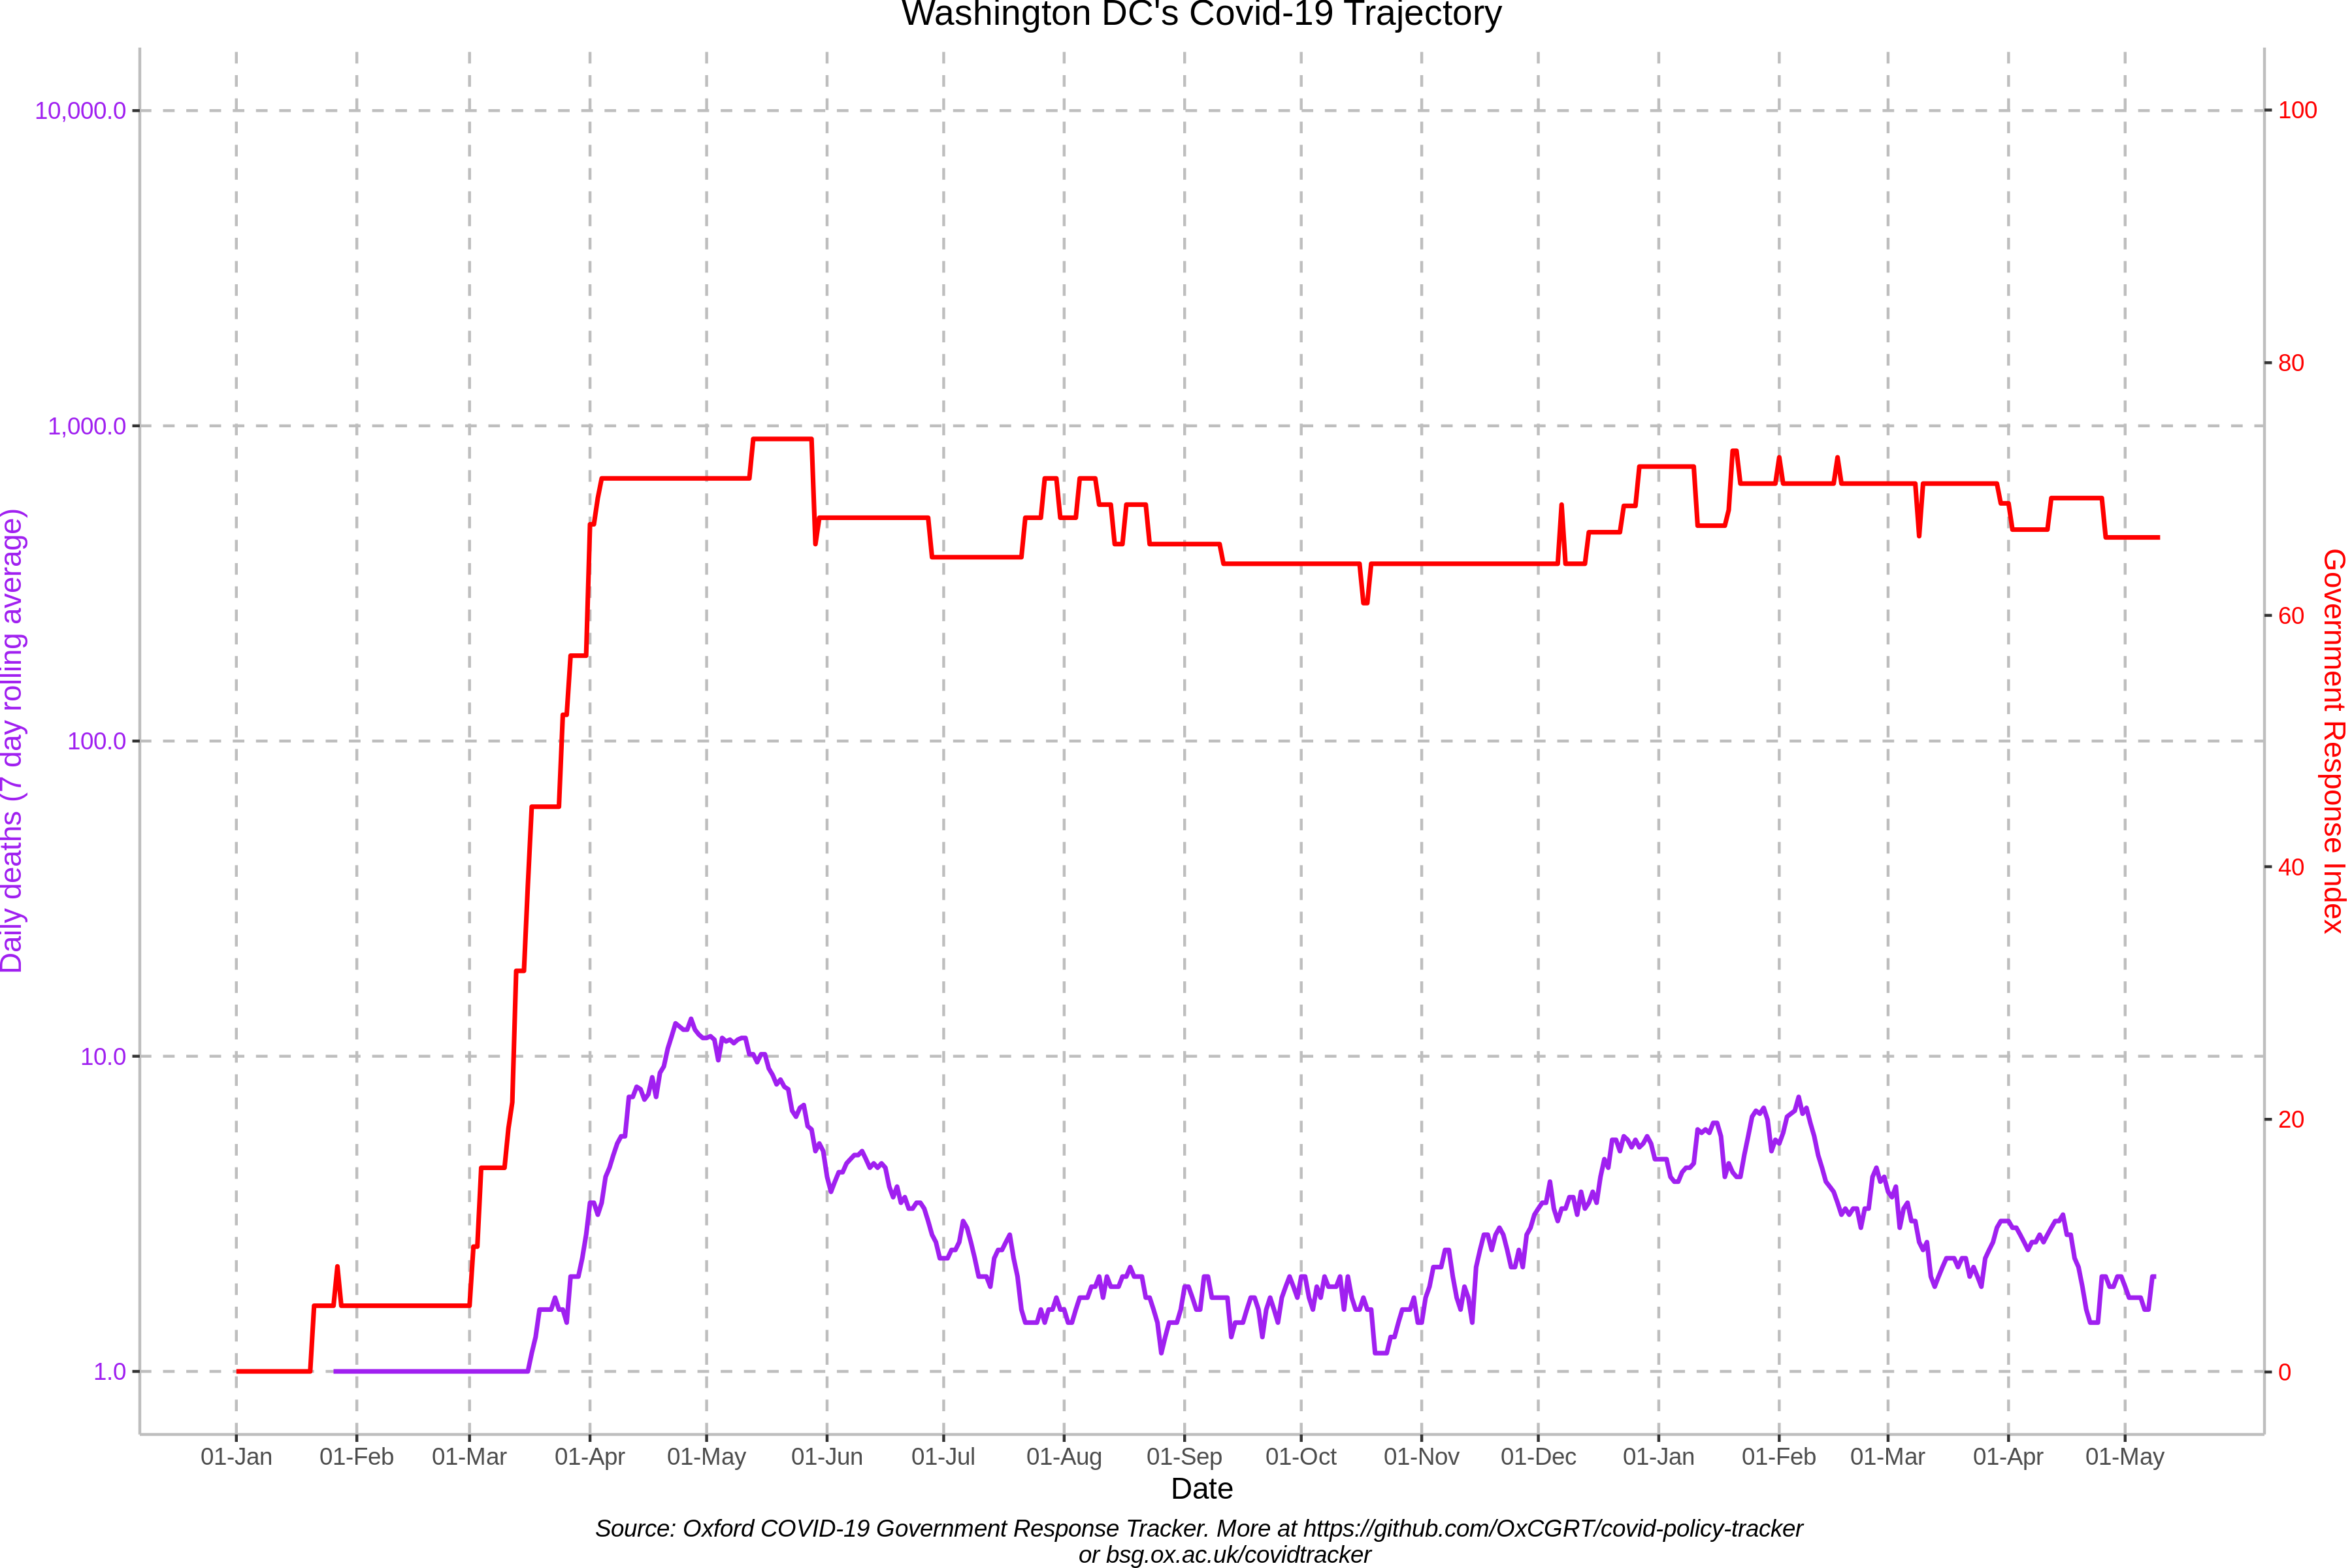 Washington DC's Covid-19 Trajectory
10,000.0
1,000.0
100.0
10.0
1.0
Daily deaths (7 day rolling average)
100
80
60
40
20
0
Government Response Index
01-Jan 01-Feb 01-Mar 01-Apr 01-May 01-Jun 01-Jul 01-Aug 01-Sep 01-Oct 01-Nov 01-Dec 01-Jan 01-Feb 01-Mar 01-Apr 01-May
Date
Source: Oxford COVID-19 Government Response Tracker. More at https://github.com/OxCGRT/covid-policy-tracker
or bsg.ox.ac.uk/covidtracker